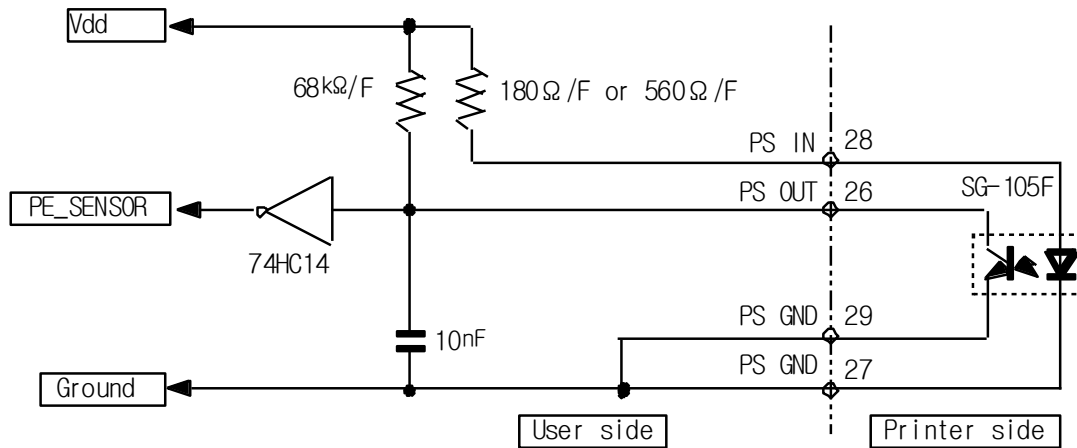 Vdd
68kΩ/F
180Ω/F or 560Ω/F
PS IN 28
PE_SENSOR
PS OUT 26
SG-105F
74HC14
PS GND 29
10nF
PS GND 27
Ground
User side
Printer side